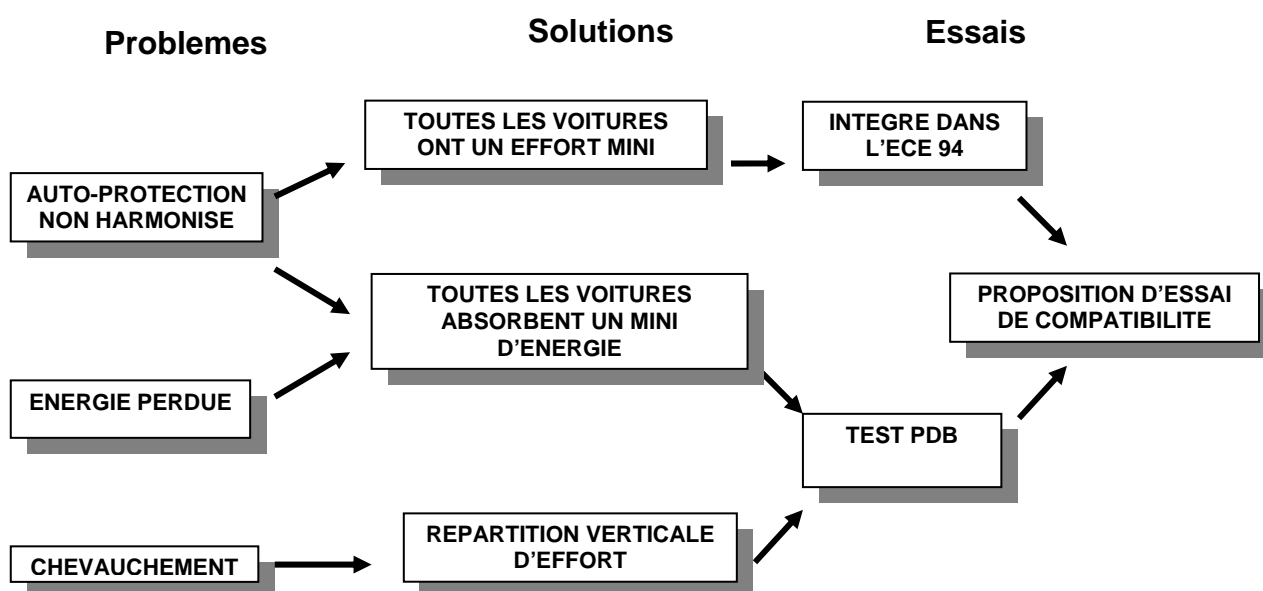 Problemes
Solutions
Essais
TOUTES LES VOITURES
ONT UN EFFORT MINI
INTEGRE DANS
L'ECE 94
AUTO-PROTECTION
NON HARMONISE
TOUTES LES VOITURES
ABSORBENT UN MINI
D'ENERGIE
PROPOSITION D'ESSAI
DE COMPATIBILITE
ENERGIE PERDUE
TEST PDB
REPARTITION VERTICALE
D'EFFORT
CHEVAUCHEMENT